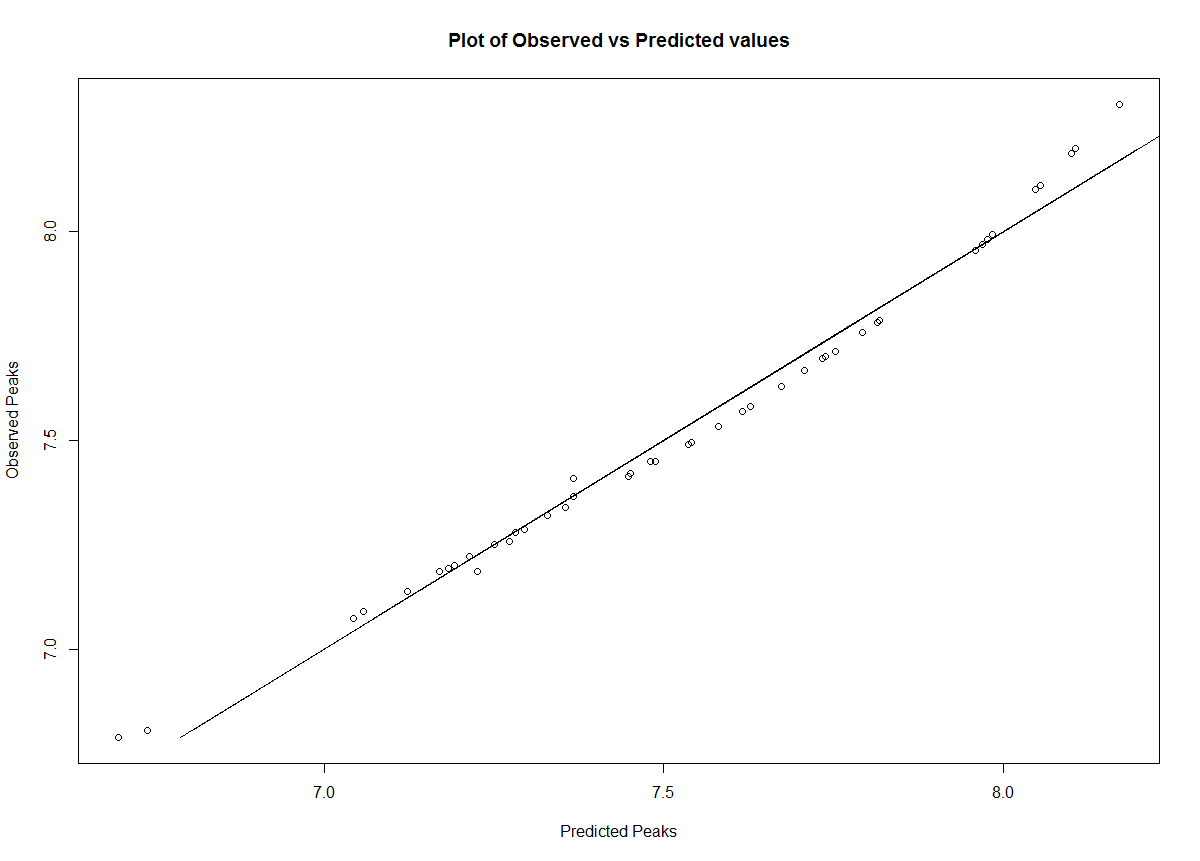 Plot of Observed vs Predicted values
Observed Peaks
8.0
7.5
7.0
7.0 7.5 8.0
Predicted Peaks